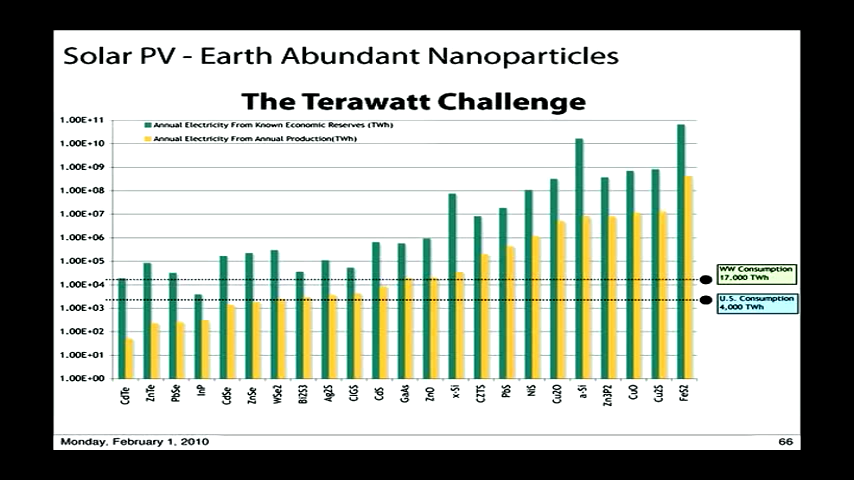 Solar PV - Earth Abundant Nanoparticles
The Terawatt Challenge
1.00E+11
Annual Electricity From Known Economic Reserves (TWh)
Annual Electricity From Annual Production(TWh)
1.00E+10
1.00E+09
1.00E+08
1.00E+07
1.00E+06
1.00E+05
1.00E+04
1.00E+03
1.00E+02
1.00E+01
1.00E+00
WW Consumption
17,000 TWh
U.S. Consumption
4,000 TWh
CdTe
ZnTe
PbSe
InP
CdSe
ZnSe
WSe2
Bi2S3
Ag2S
CIGS
CdS
GaAs
ZnO
x-Si
CZTS
PbS
NiS
Cu2O
a-Si
Zn3P2
CuO
Cu2S
FeS2
Monday, February 1, 2010
66